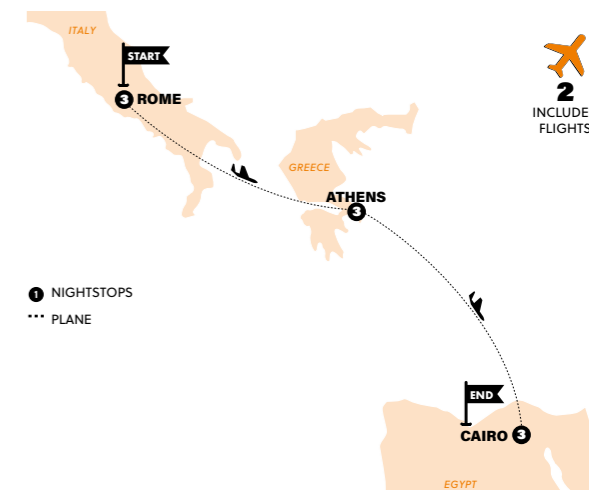 ITALY
START
3 ROME
2
INCLUDE
FLIGHTS
GREECE
ATHENS
3
1 NIGHTSTOPS
PLANE
END
CAIRO 3
EGYPT